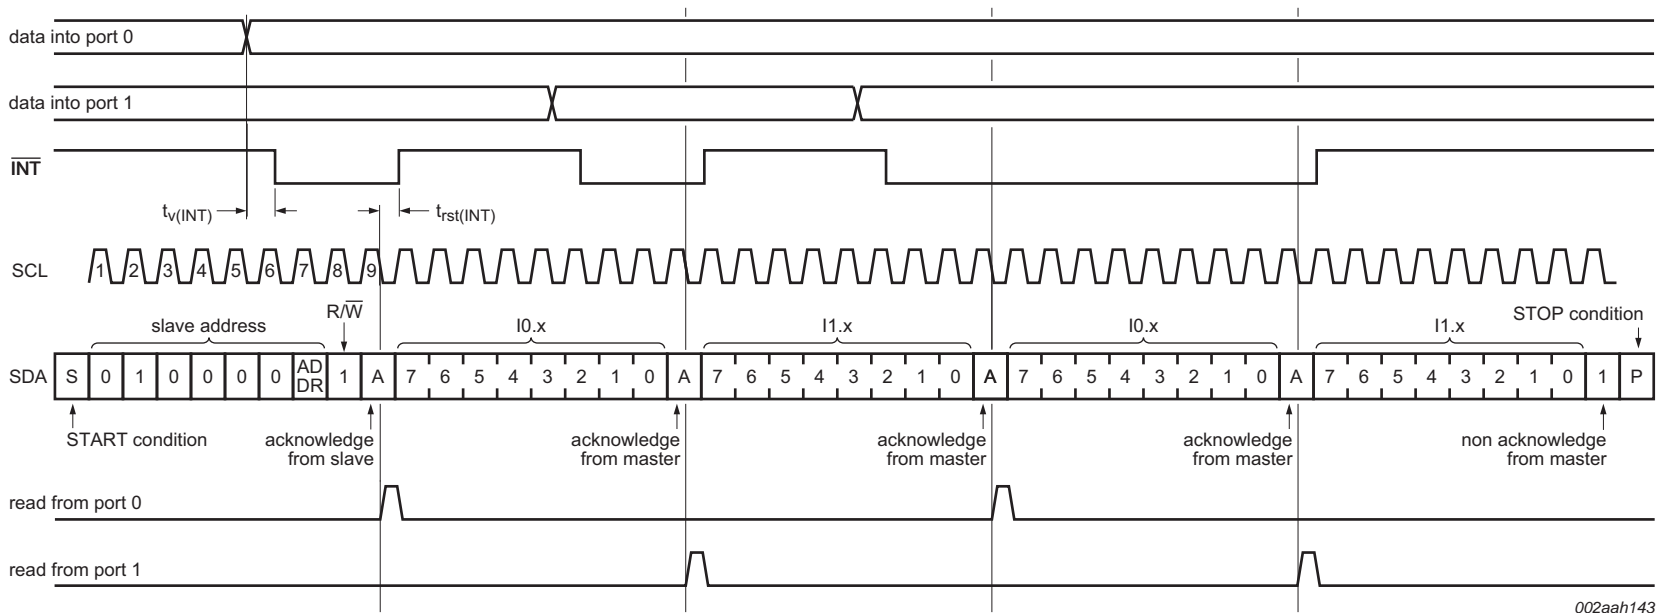 data into port 0
data into port 1
INT
tv(INT)
trst(INT)
SCL
1 2 3 4 5 6 7 8 9
R/W
STOP condition
slave address
I0.x
I1.x
I0.x
I1.x
SDA S 0 1 0 0 0 0 AD DR 1 A 7 6 5 4 3 2 1 0 A 7 6 5 4 3 2 1 0 A 7 6 5 4 3 2 1 0 A 7 6 5 4 3 2 1 0 1 P
START condition
acknowledge
from slave
acknowledge
from master
acknowledge
from master
acknowledge
from master
non acknowledge
from master
read from port 0
read from port 1
002aah143